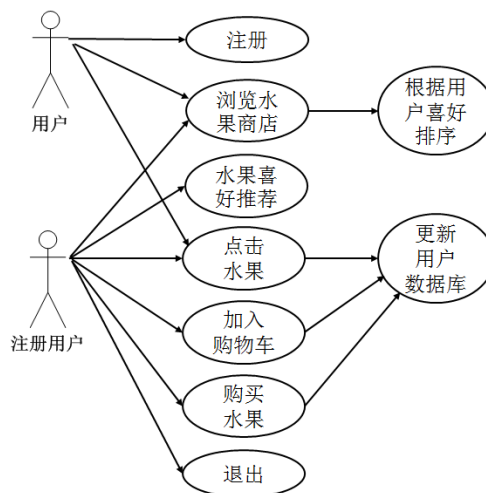 注册
浏览水
果商店
根据用
户喜好
排序
用户
水果喜
好推荐
点击
水果
更新
用户
数据库
注册用户
加入
购物车
购买
水果
退出